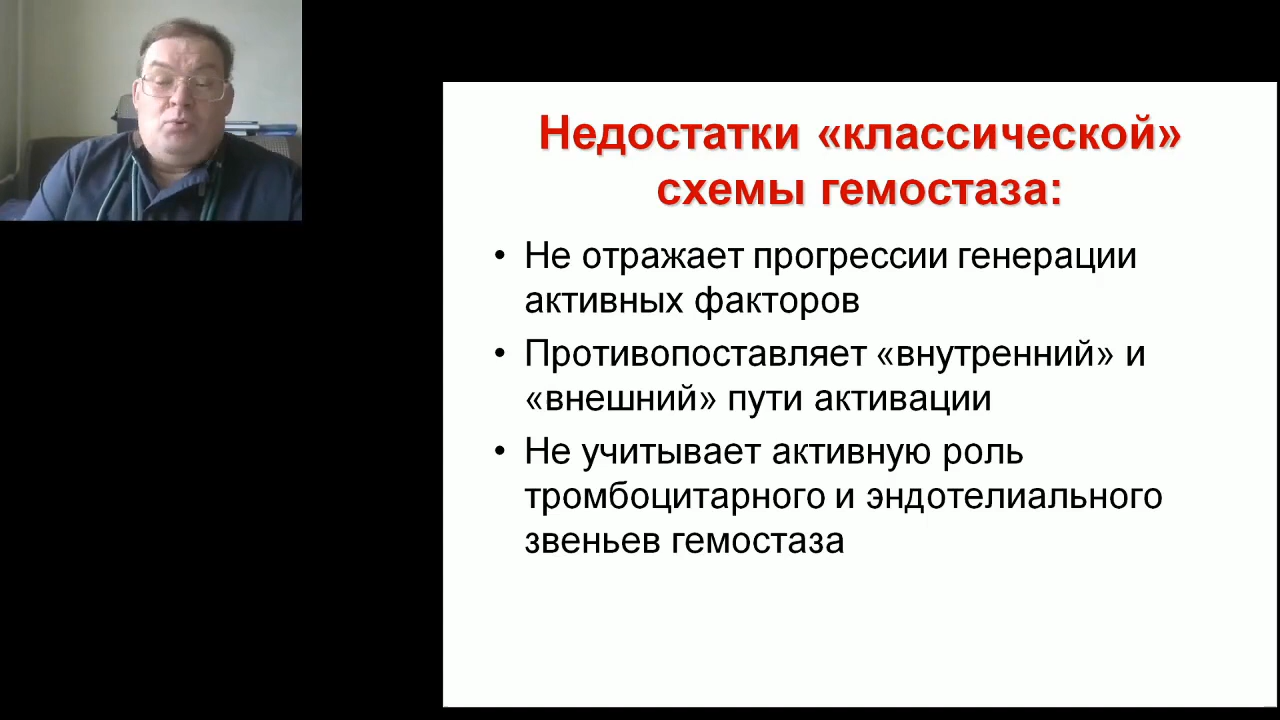 Недостатки «классической»
схемы гемостаза:
• Не отражает прогрессии генерации
активных факторов
• Противопоставляет «внутренний» и
«внешний» пути активации
• Не учитывает активную роль
тромбоцитарного и эндотелиального
звеньев гемостаза